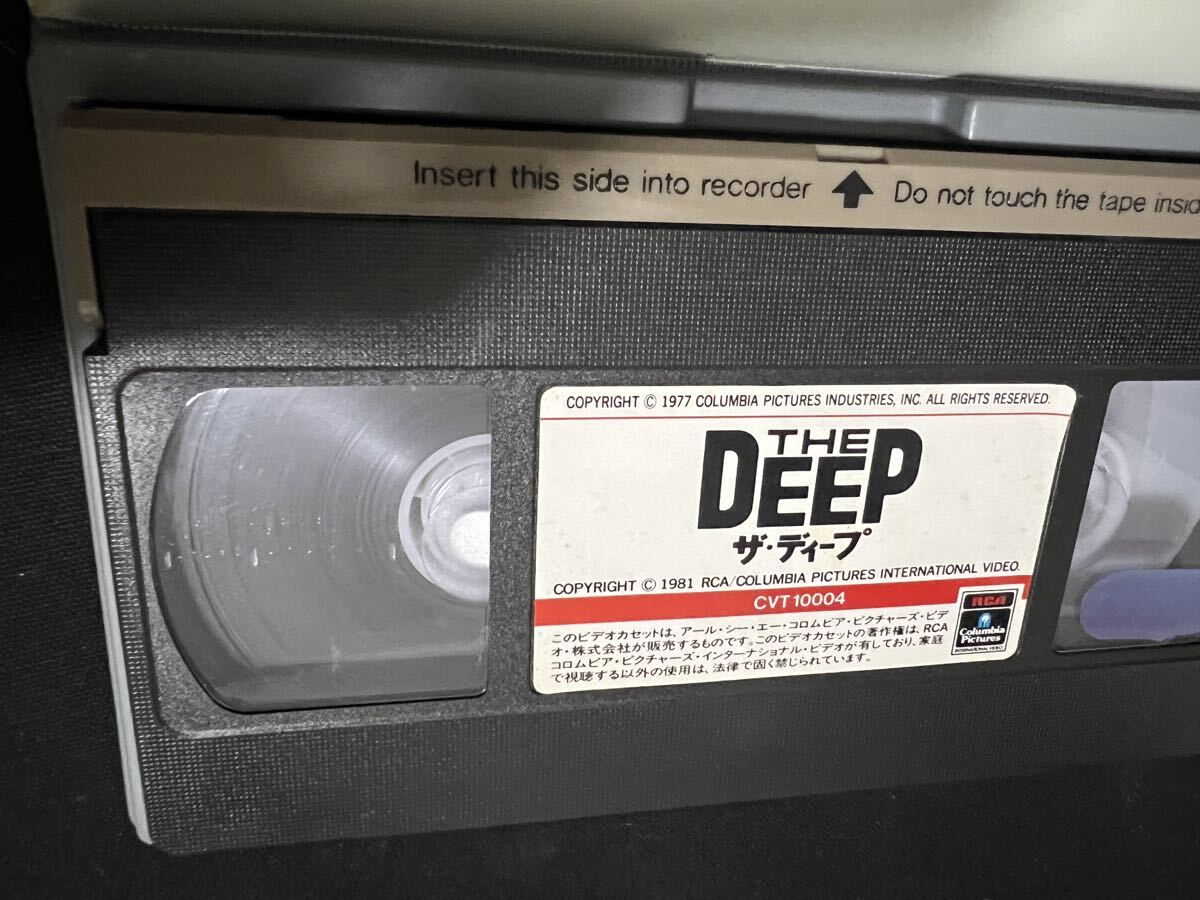 Insert this side into recorder ↑ Do not touch the tape
COPYRIGHT © 1977 COLUMBIA PICTURES INDUSTRIES, INC. ALL RIGHTS RESERVED.
THE
DEEP
ザ・ディープ
COPYRIGHT © 1981 RCA/COLUMBIA PICTURES INTERNATIONAL VIDEO.
CVT 10004
このビデオカセットは、アール・シー・エー・コロムビア・ピクチャーズ・ビデ
オ・株式会社が販売するものです。このビデオカセットの著作権は、RCA
コロムビア・ピクチャーズ・インターナショナル・ビデオが有しており、家庭
で視聴する以外の使用は、法律で固く禁じられています。
RCA
Columbia
Pictures
INTERNATIONAL VIDEO